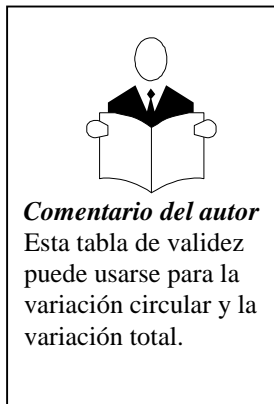 Comentario del autor
Esta tabla de validez
puede usarse para la
variación circular y la
variación total.